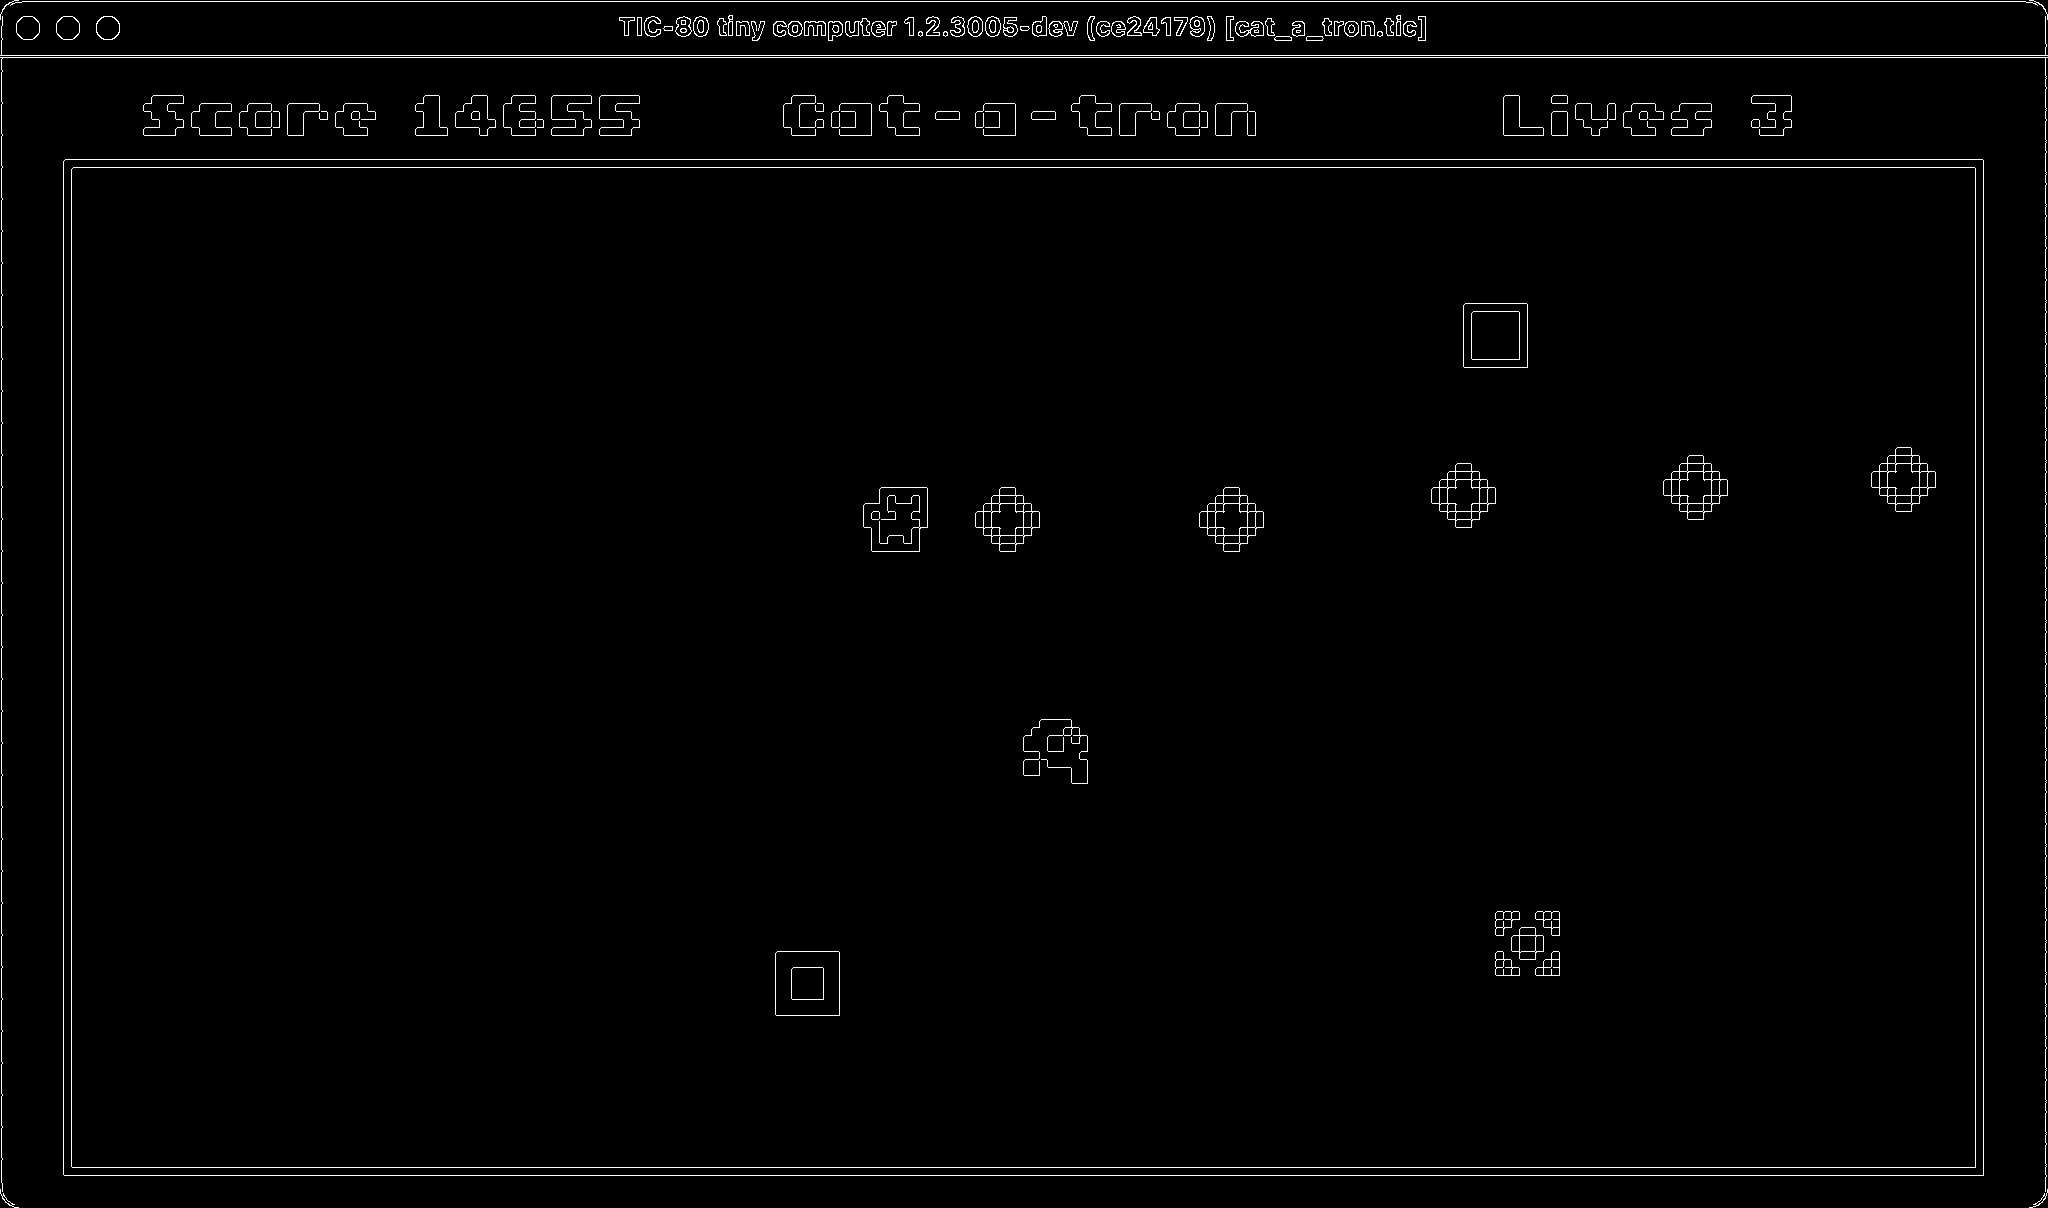 TIC-80 tiny computer 1.2.3005-dev (ce24179) [cat_a_tron.tic]
Score 14655 Cat-a-tron Lives 3